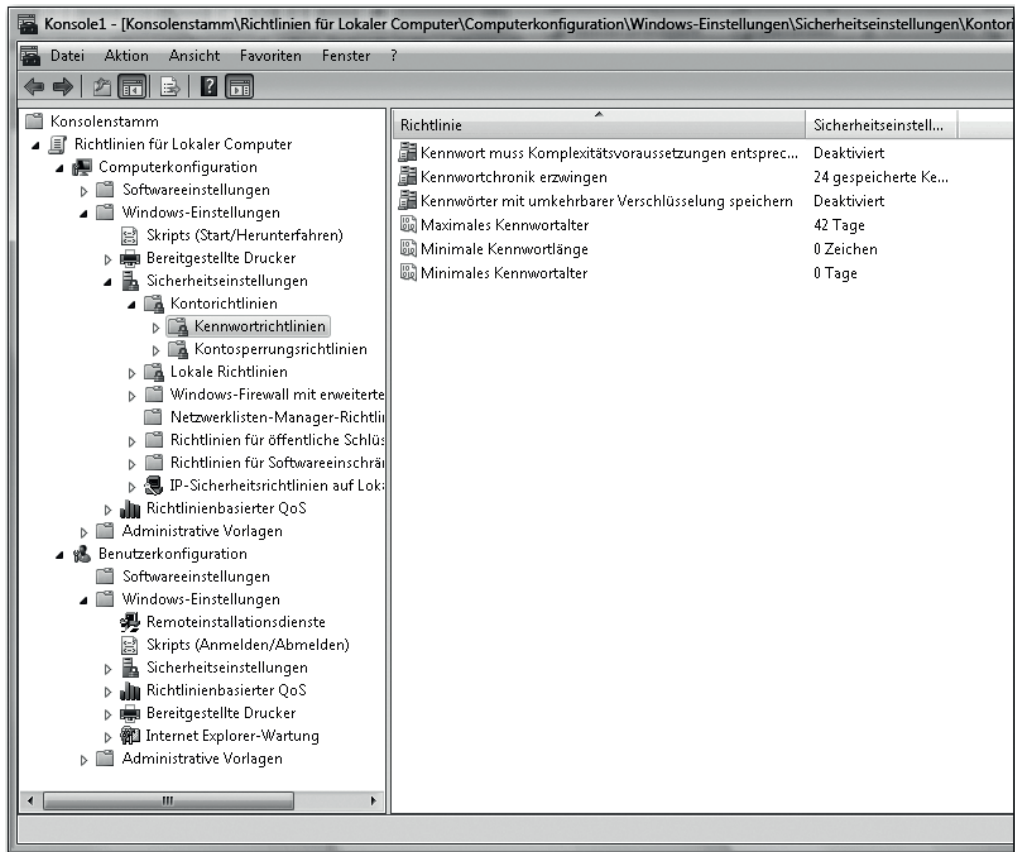 Konsole1 - [Konsolenstamm\Richtlinien für Lokaler Computer\Computerkonfiguration\Windows-Einstellungen\Sicherheitseinstellungen\Kontori
Datei Aktion Ansicht Favoriten Fenster ?
Konsolenstamm
Richtlinien für Lokaler Computer
Computerkonfiguration
Softwareeinstellungen
Windows-Einstellungen
Skripts (Start/Herunterfahren)
Bereitgestellte Drucker
Sicherheitseinstellungen
Kontorichtlinien
Kennwortrichtlinien
Kontosperrungsrichtlinien
Lokale Richtlinien
Windows-Firewall mit erweiterte
Netzwerklisten-Manager-Richtlin
Richtlinien für öffentliche Schlüs
Richtlinien für Softwareeinschrän
IP-Sicherheitsrichtlinien auf Loka
Richtlinienbasierter QoS
Administrative Vorlagen
Benutzerkonfiguration
Softwareeinstellungen
Windows-Einstellungen
Remoteinstallationsdienste
Skripts (Anmelden/Abmelden)
Sicherheitseinstellungen
Richtlinienbasierter QoS
Bereitgestellte Drucker
Internet Explorer-Wartung
Administrative Vorlagen
Richtlinie Sicherheitseinstell...
Kennwort muss Komplexitätsvoraussetzungen entsprec... Deaktiviert
Kennwortchronik erzwingen 24 gespeicherte Ke...
Kennwörter mit umkehrbarer Verschlüsselung speichern Deaktiviert
Maximales Kennwortalter 42 Tage
Minimale Kennwortlänge 0 Zeichen
Minimales Kennwortalter 0 Tage